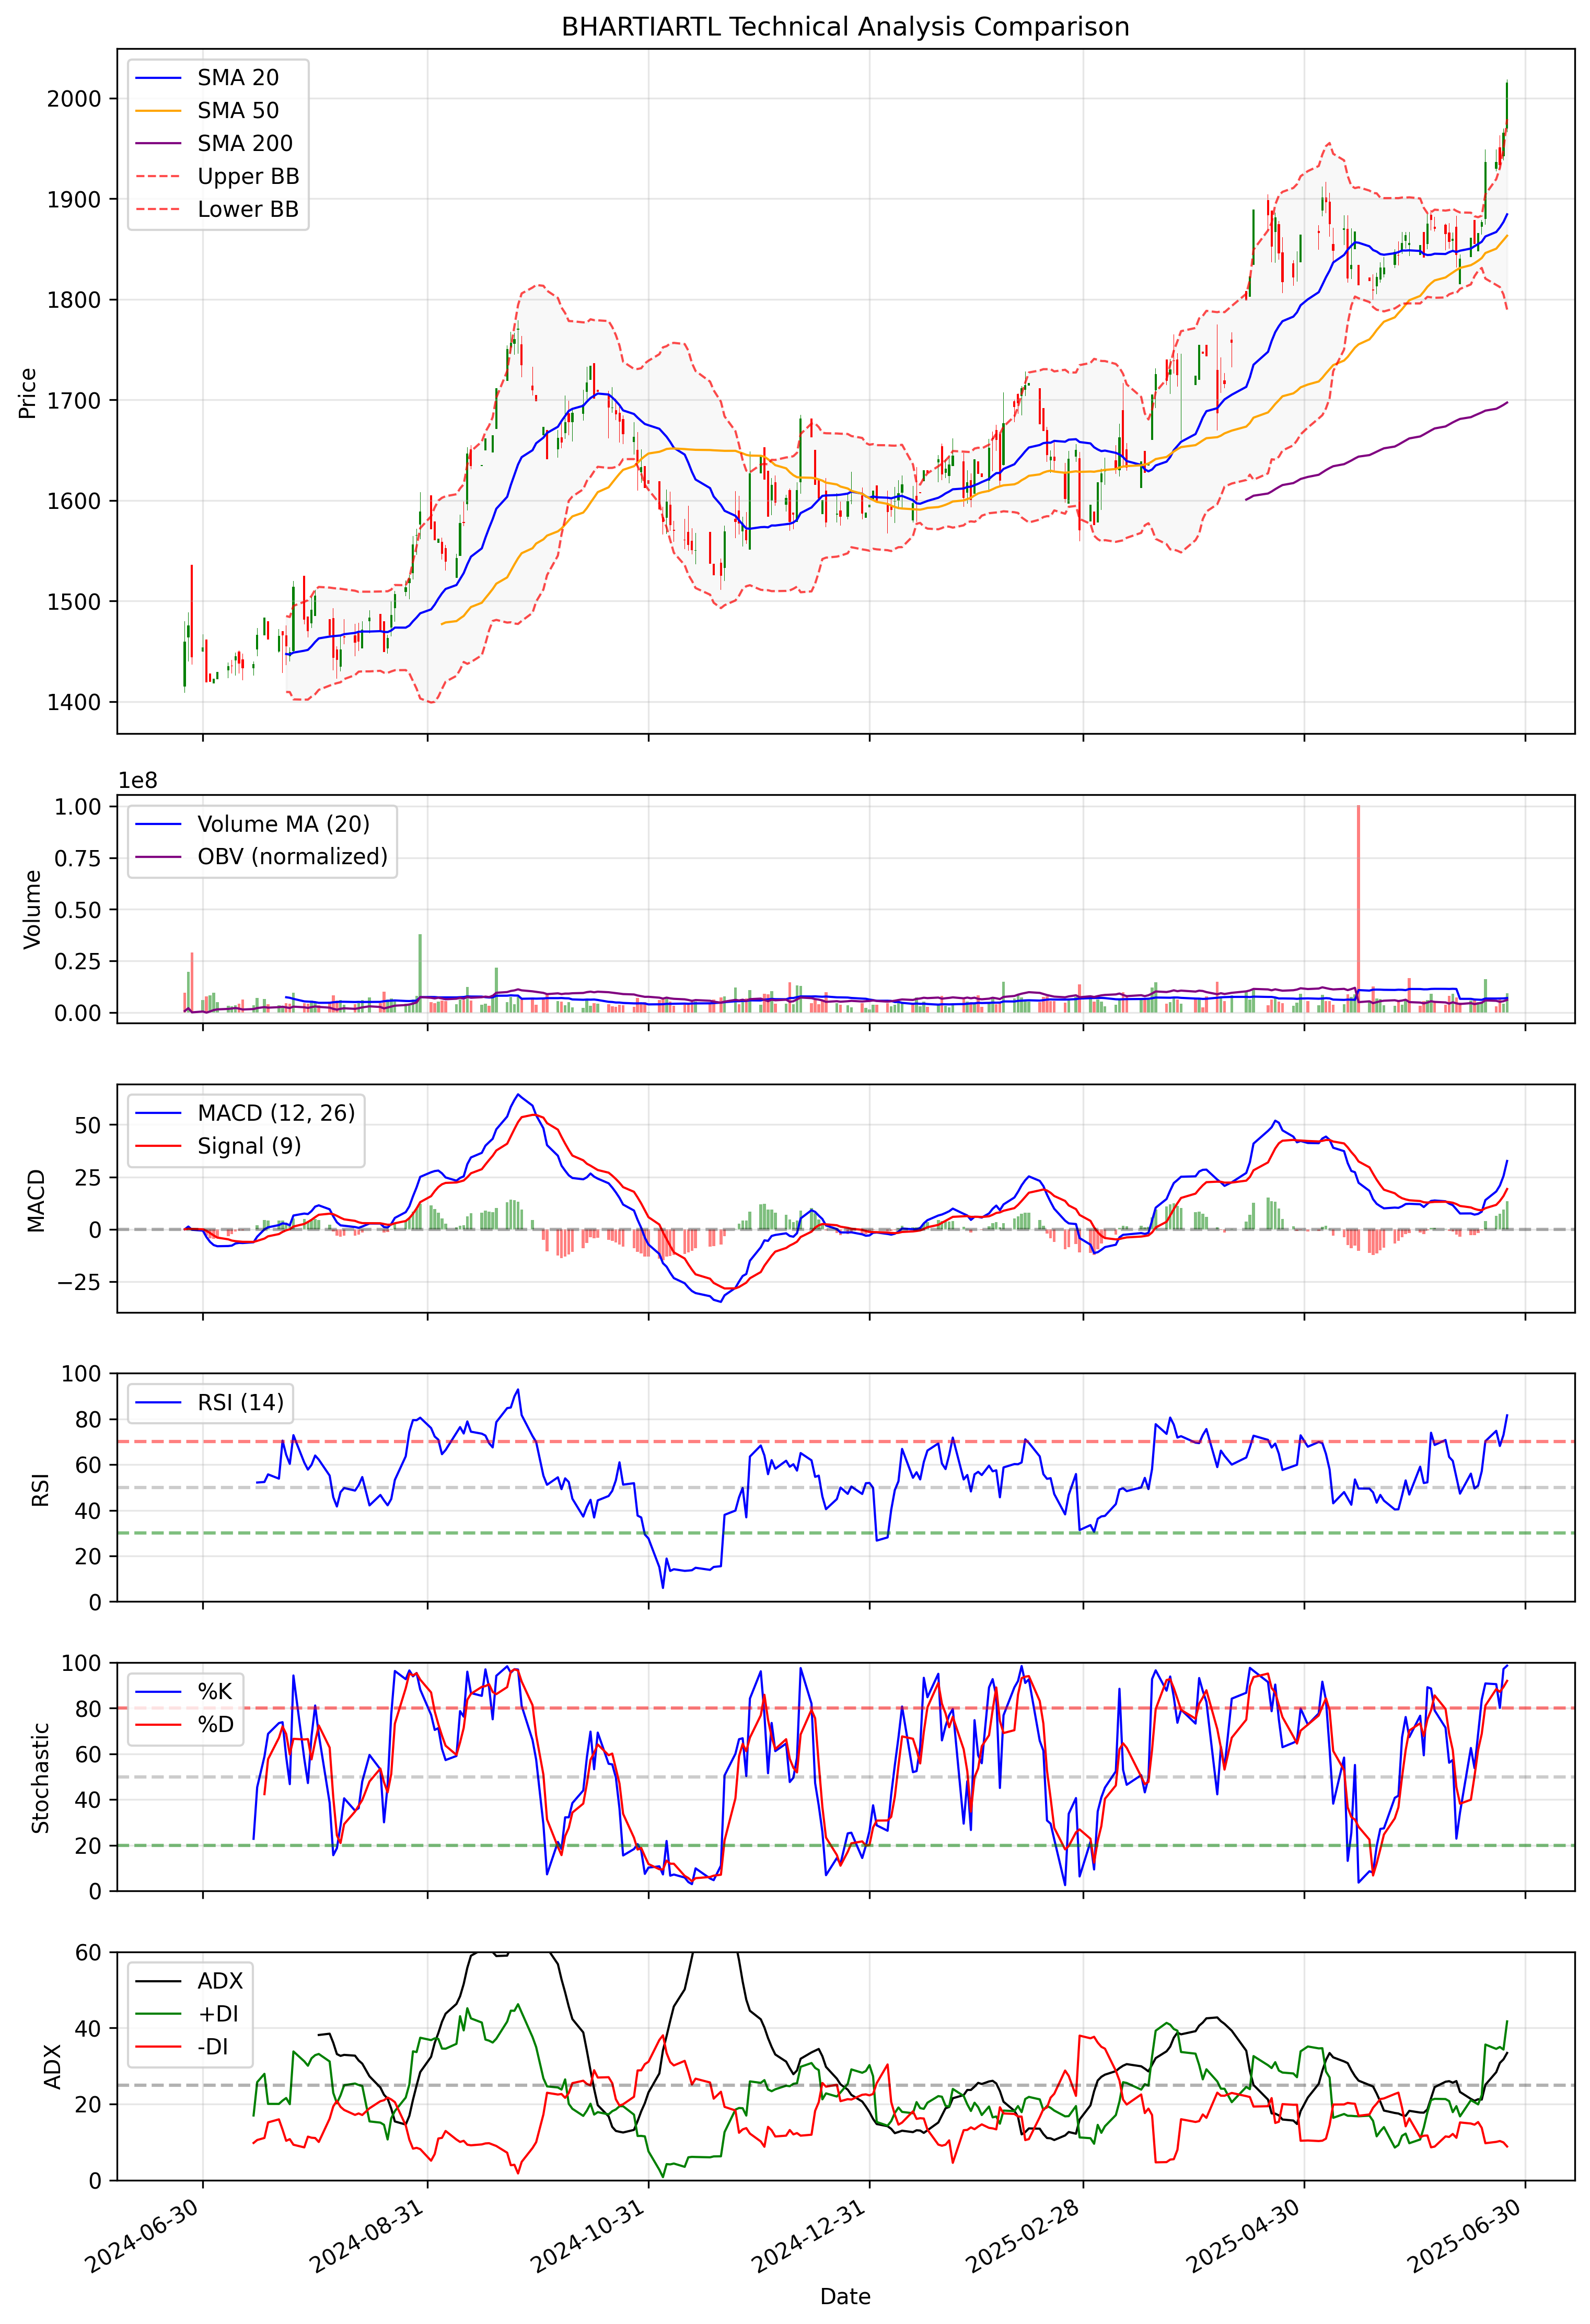 BHARTIARTL Technical Analysis Comparison
SMA 20
SMA 50
SMA 200
Upper BB
Lower BB
2000
1900
1800
1700
1600
1500
1400
Price
1e8
Volume MA (20)
OBV (normalized)
1.00
0.75
0.50
0.25
0.00
Volume
MACD (12, 26)
Signal (9)
50
25
0
−25
MACD
RSI (14)
100
80
60
40
20
0
RSI
%K
%D
100
80
60
40
20
0
Stochastic
ADX
+DI
-DI
60
40
20
0
ADX
2024-06-30
2024-08-31
2024-10-31
2024-12-31
2025-02-28
2025-04-30
2025-06-30
Date